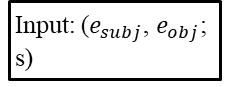 Input: (e_subj, e_obj;
s)